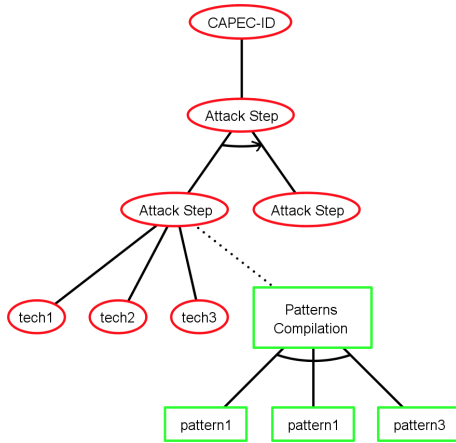 CAPEC-ID
Attack Step
Attack Step
Attack Step
tech1
tech2
tech3
Patterns
Compilation
pattern1
pattern1
pattern3